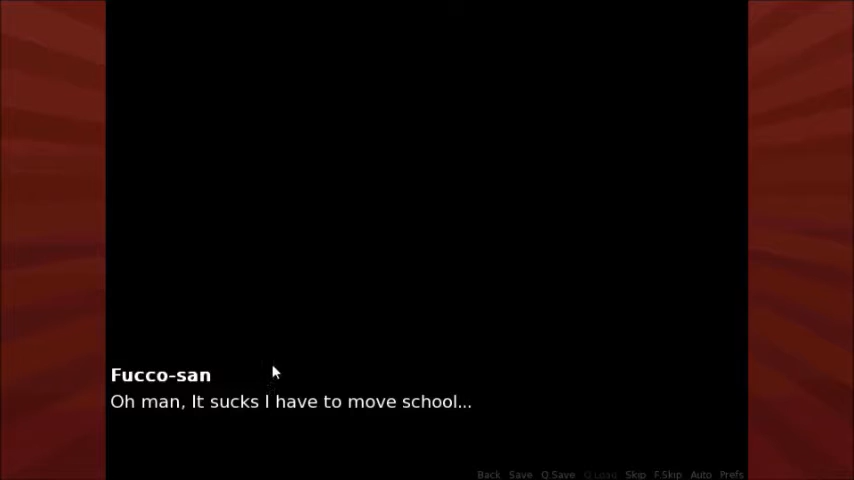 Fucco-san
Oh man, It sucks I have to move school...
Back Save Q.Save Q.Load Skip F.Skip Auto Prefs